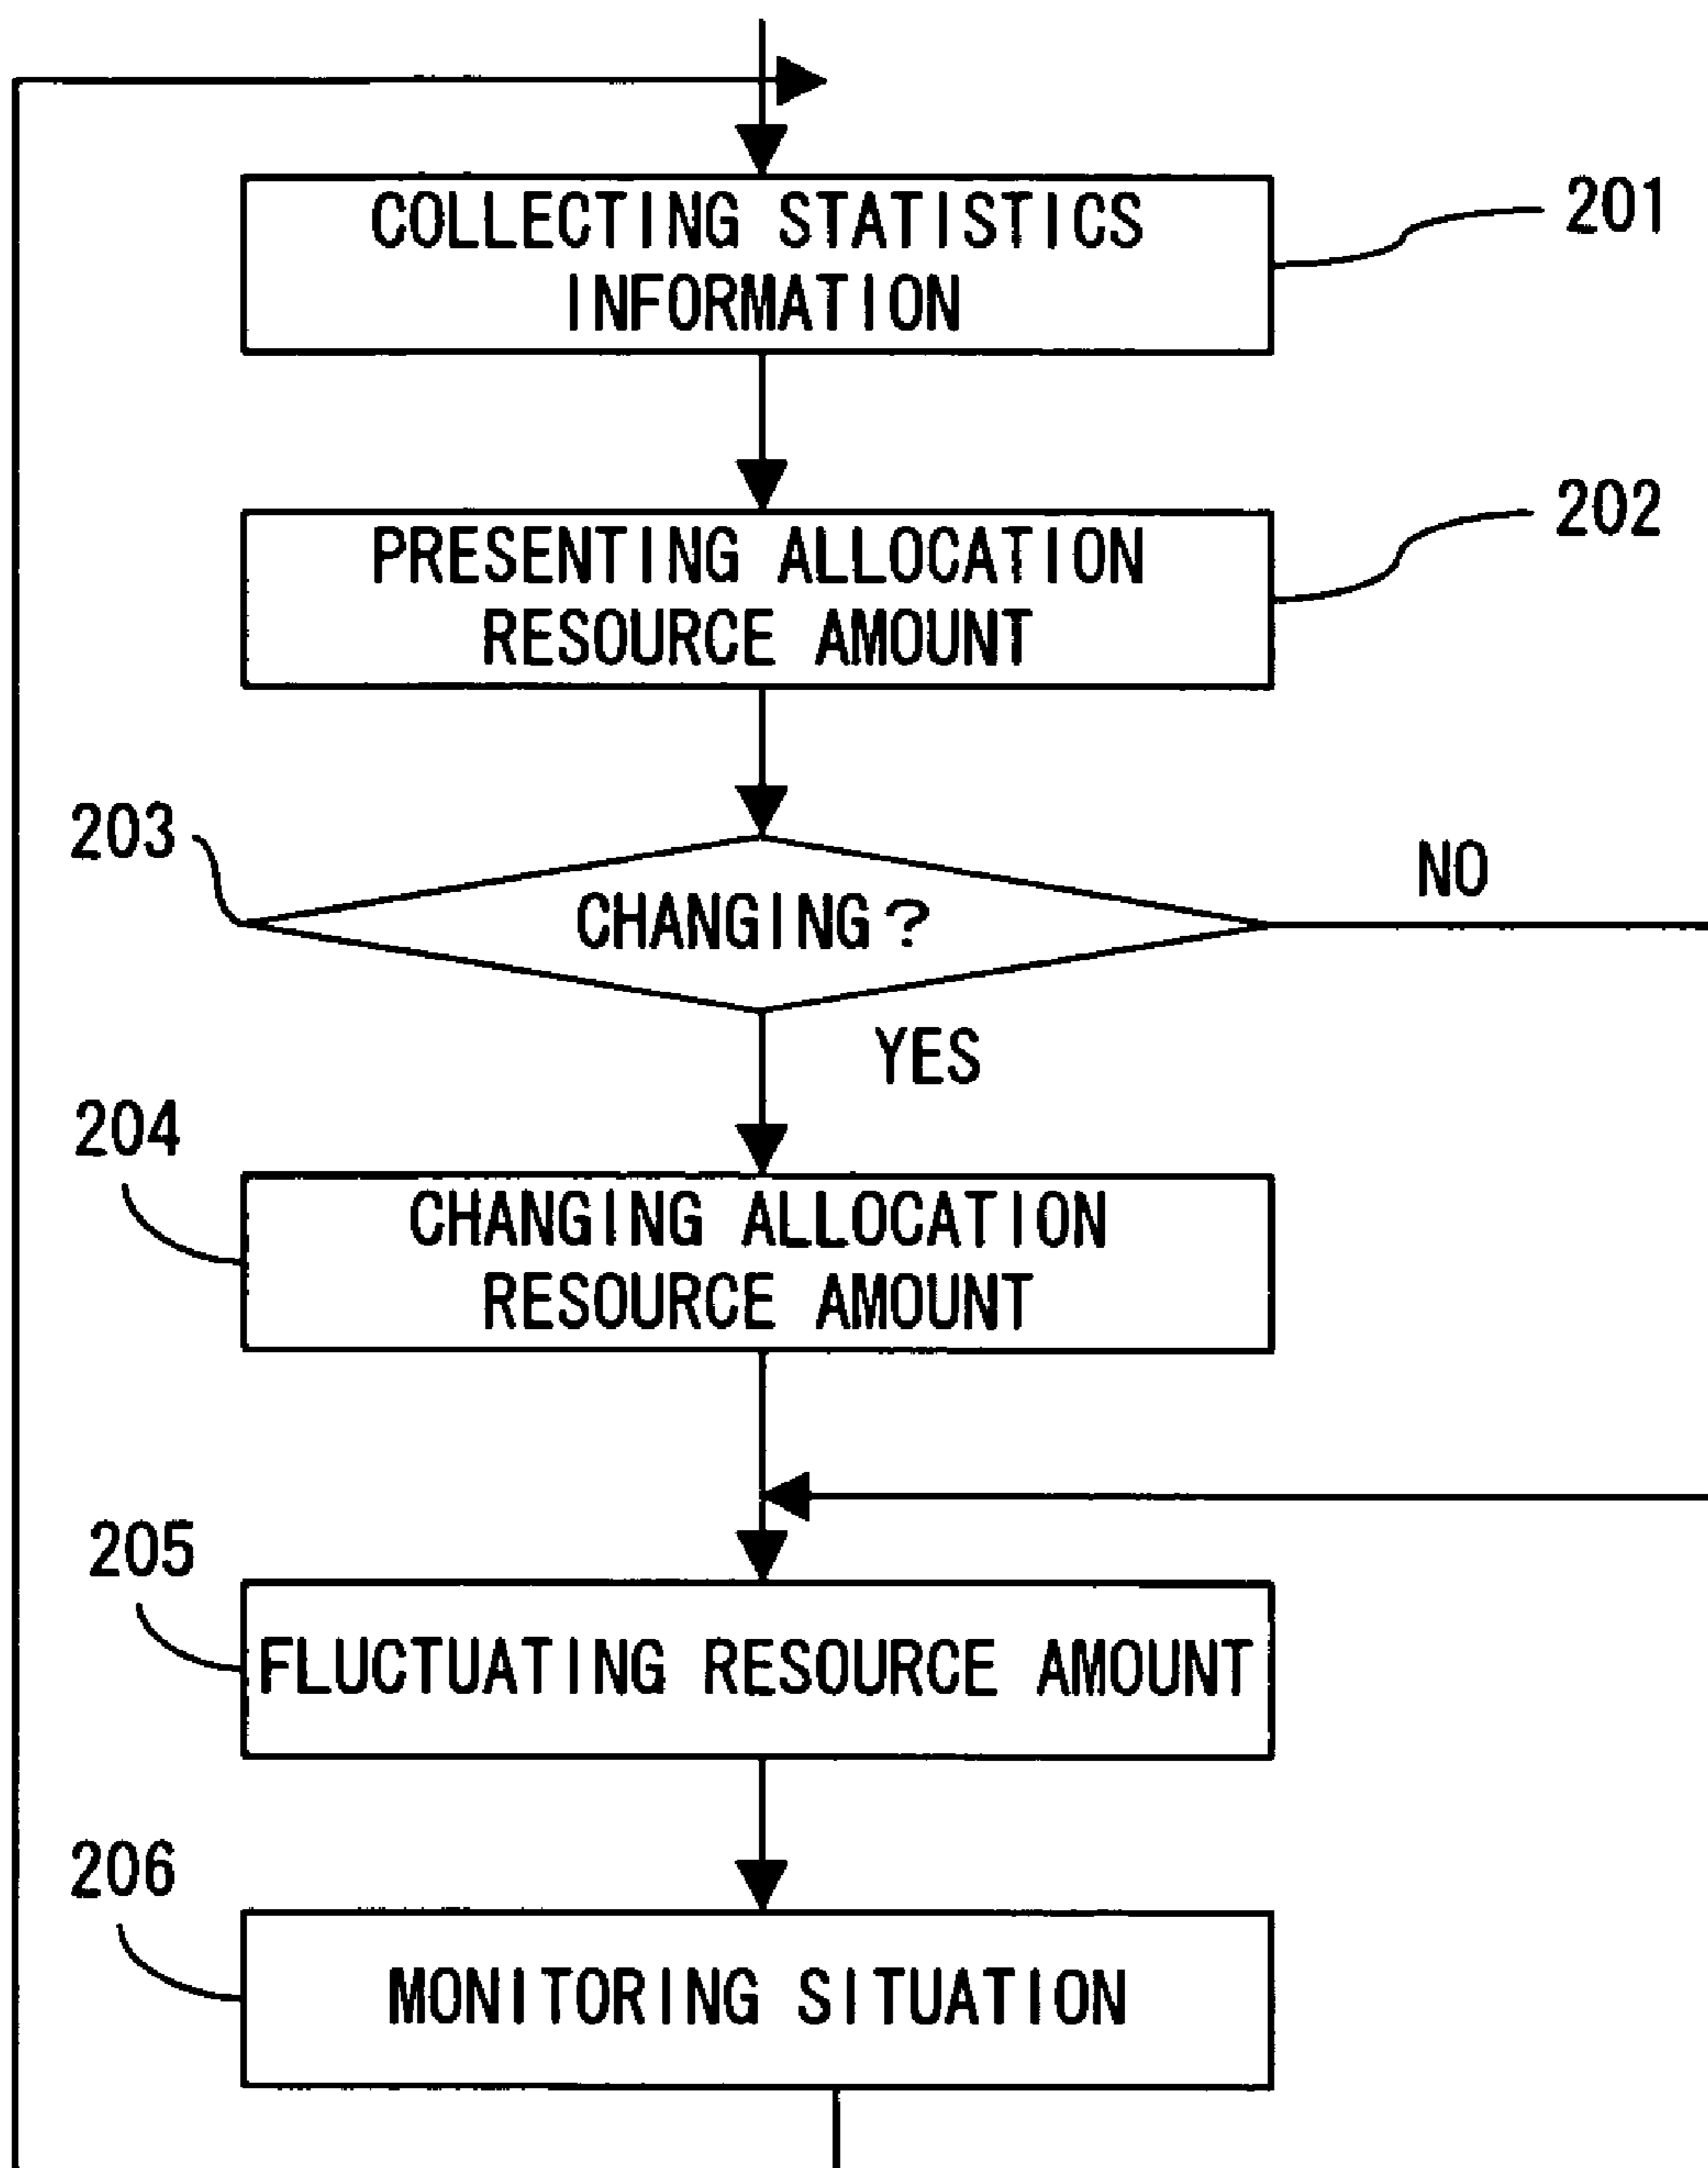 COLLECTING STATISTICS
INFORMATION
201
PRESENTING ALLOCATION
RESOURCE AMOUNT
202
203
CHANGING?
NO
YES
204
CHANGING ALLOCATION
RESOURCE AMOUNT
205
FLUCTUATING RESOURCE AMOUNT
206
MONITORING SITUATION